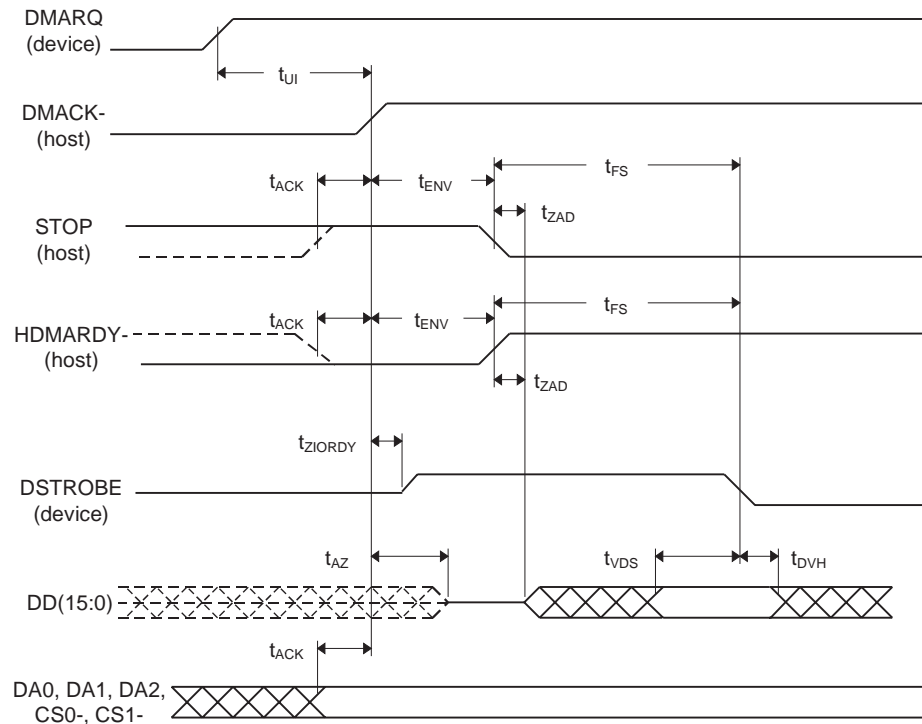 DMARQ
(device)
tUI
DMACK-
(host)
tACK
tENV
tFS
tZAD
STOP
(host)
tACK
tENV
tFS
HDMARDY-
(host)
tZAD
tZIORDY
DSTROBE
(device)
tAZ
tVDS
tDVH
DD(15:0)
tACK
DA0, DA1, DA2,
CS0-, CS1-